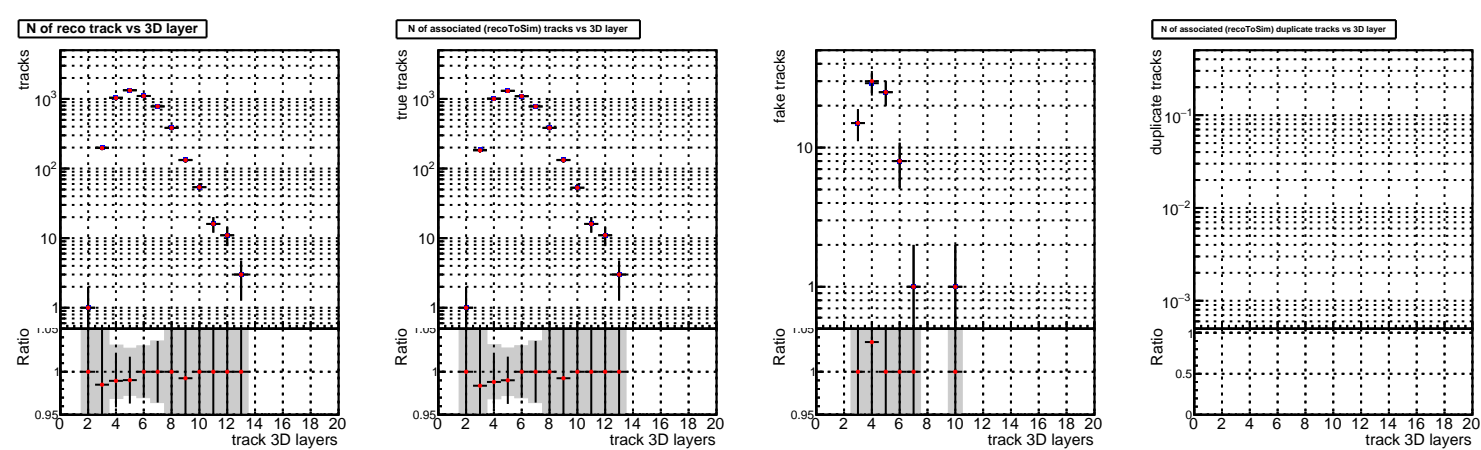 N of reco track vs 3D layer
tracks
10³
10²
10
1
Ratio
1.05
1
0.95
0 2 4 6 8 10 12 14 16 18 20
track 3D layers
N of associated (recoToSim) tracks vs 3D layer
true tracks
10³
10²
10
1
Ratio
1.05
1
0.95
0 2 4 6 8 10 12 14 16 18 20
track 3D layers
fake tracks
10
1
Ratio
1.05
1
0.95
0 2 4 6 8 10 12 14 16 18 20
track 3D layers
N of associated (recoToSim) duplicate tracks vs 3D layer
duplicate tracks
10⁻¹
10⁻²
10⁻³
Ratio
1
0.5
0
0 2 4 6 8 10 12 14 16 18 20
track 3D layers